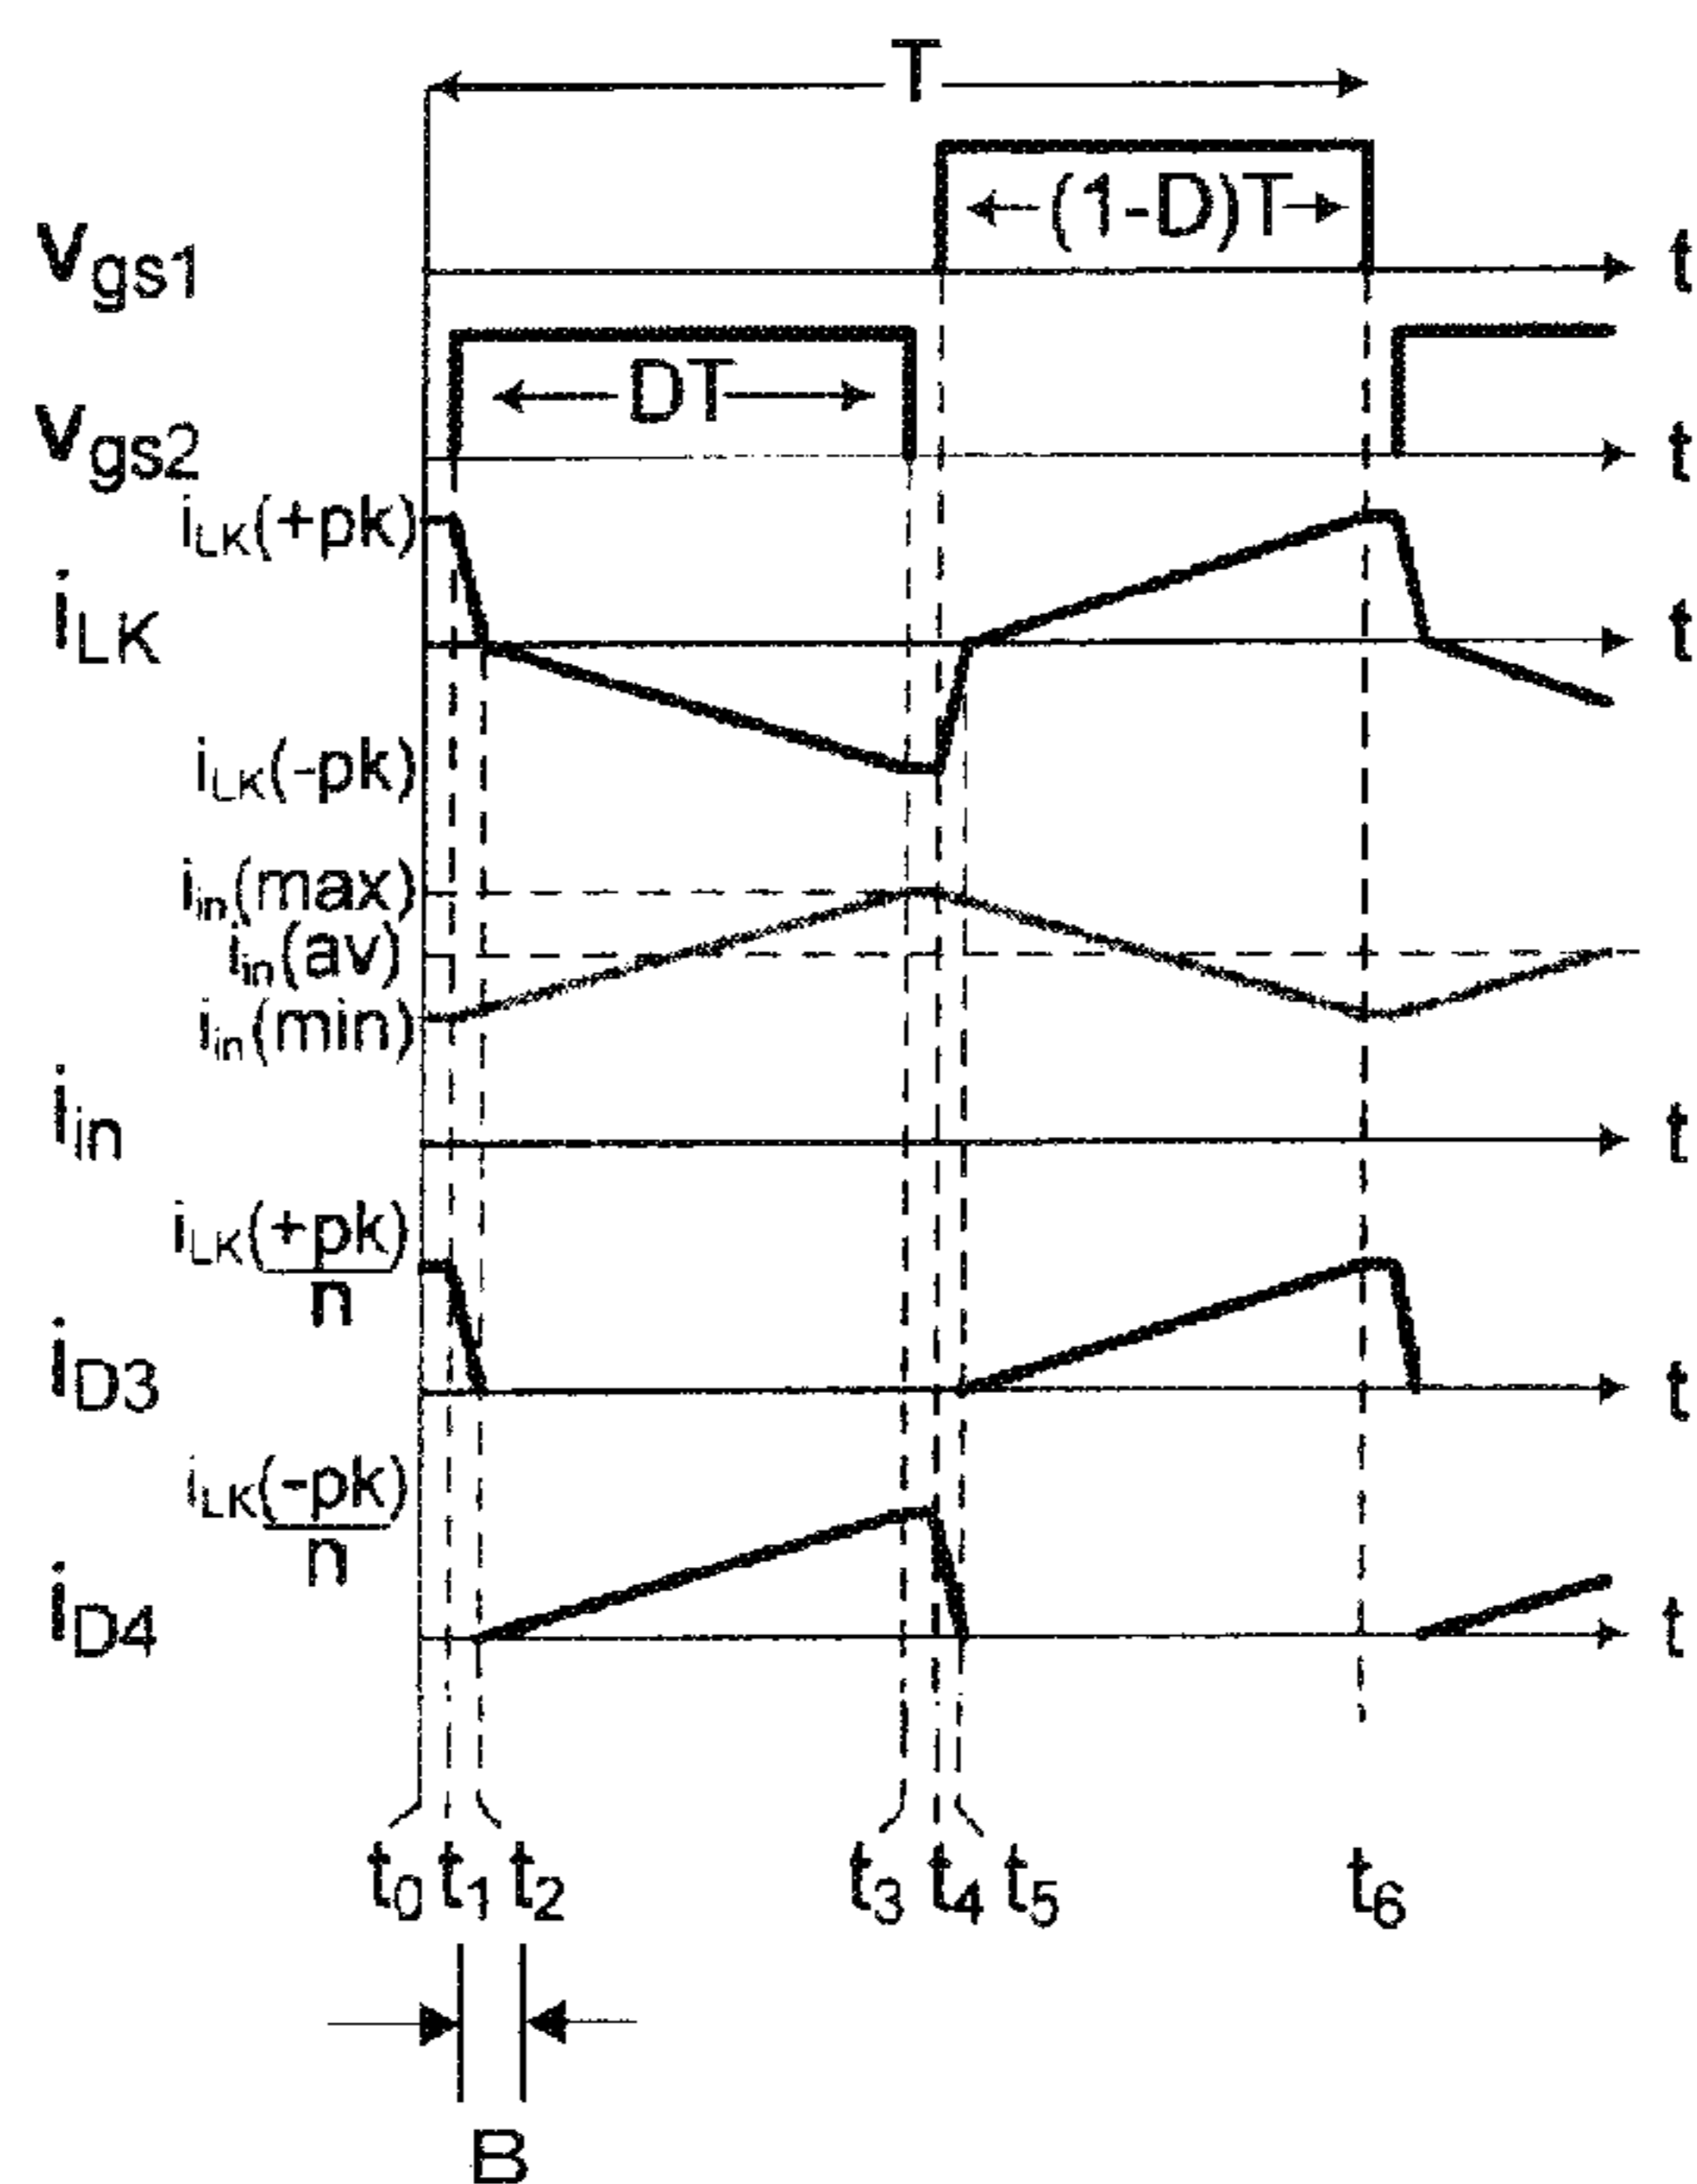 T
(1-D)T
vgs1 t
DT
vgs2 t
iLK(+pk)
iLK t
iLK(-pk)
iin(max)
iin(av)
iin(min)
iin t
iLK(+pk)
n
iD3 t
iLK(-pk)
n
iD4 t
t0 t1 t2 t3 t4 t5 t6
B